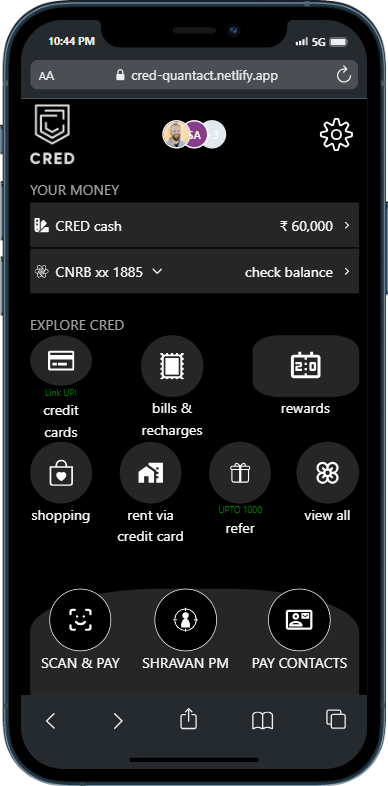 10:44 PM
5G
AA
cred-quantact.netlify.app
CRED
SA
+3
YOUR MONEY
CRED cash
₹ 60,000
CNRB xx 1885
check balance
EXPLORE CRED
Link UPI
credit
cards
bills &
recharges
2:0
rewards
shopping
rent via
credit card
UPTO 1000
refer
view all
SCAN & PAY
SHRAVAN PM
PAY CONTACTS